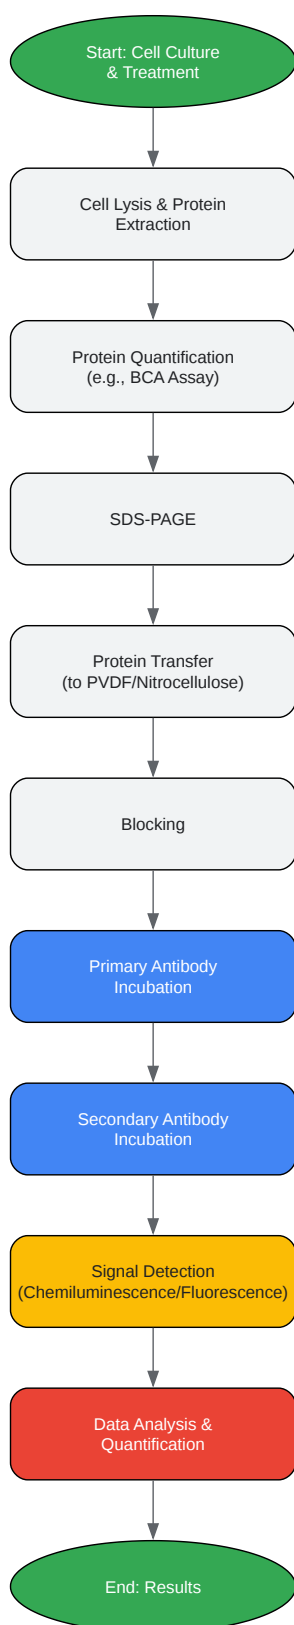 Start: Cell Culture
& Treatment
Cell Lysis & Protein
Extraction
Protein Quantification
(e.g., BCA Assay)
SDS-PAGE
Protein Transfer
(to PVDF/Nitrocellulose)
Blocking
Primary Antibody
Incubation
Secondary Antibody
Incubation
Signal Detection
(Chemiluminescence/Fluorescence)
Data Analysis &
Quantification
End: Results